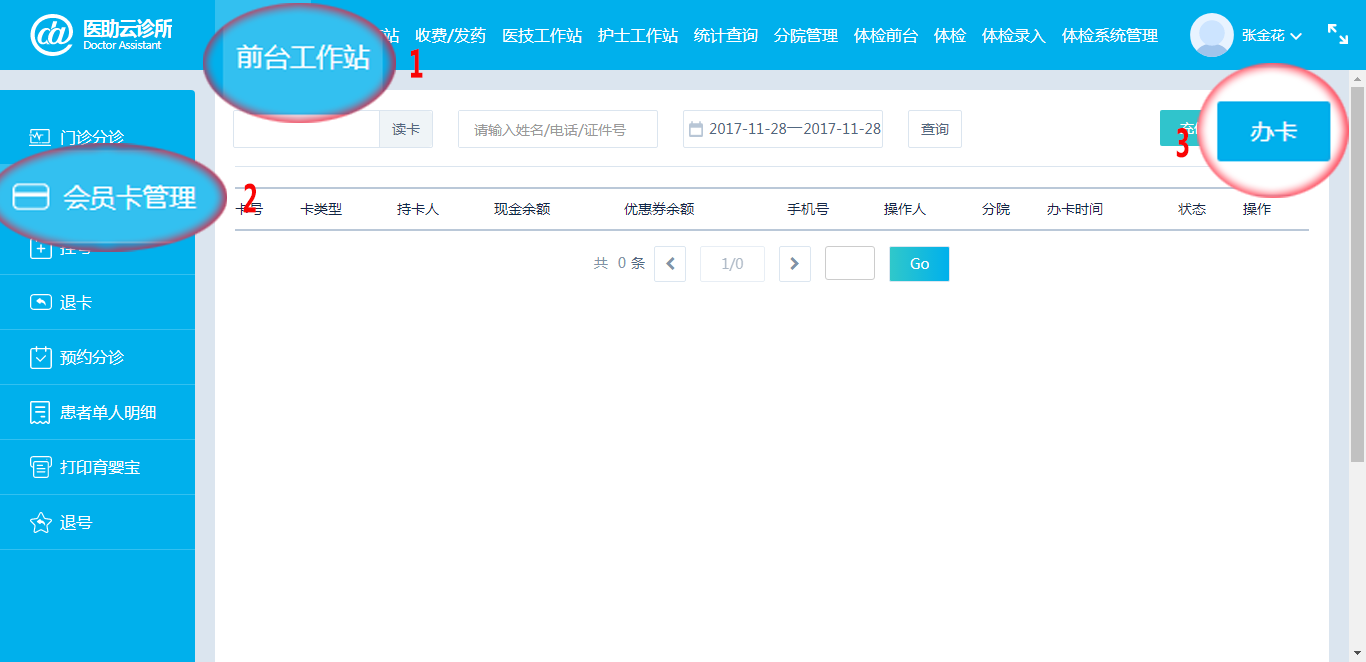 医助云诊所
Doctor Assistant
前台工作站
1
站 收费/发药 医技工作站 护士工作站 统计查询 分院管理 体检前台 体检 体检录入 体检系统管理
张金花
门诊分诊
会员卡管理
2
挂号
退卡
预约分诊
患者单人明细
打印育婴宝
退号
读卡
请输入姓名/电话/证件号
2017-11-28一2017-11-28
查询
3
办卡
卡号 卡类型 持卡人 现金余额 优惠券余额 手机号 操作人 分院 办卡时间 状态 操作
共 0 条 1/0 Go